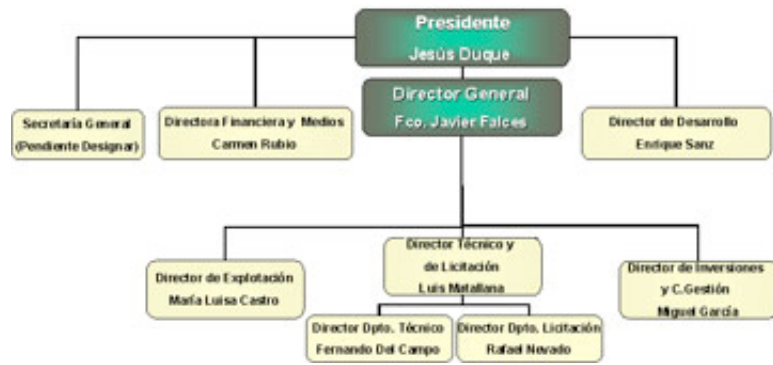 Presidente
Jesús Duque
Director General
Fco. Javier Falces
Secretaría General
(Pendiente Designar)
Directora Financiera y Medios
Carmen Rubio
Director de Desarrollo
Enrique Sanz
Director de Explotación
María Luisa Castro
Director Técnico y
de Licitación
Luis Matallana
Director de Inversiones
y C.Gestión
Miguel García
Director Dpto. Técnico
Fernando Del Campo
Director Dpto. Licitación
Rafael Nevado